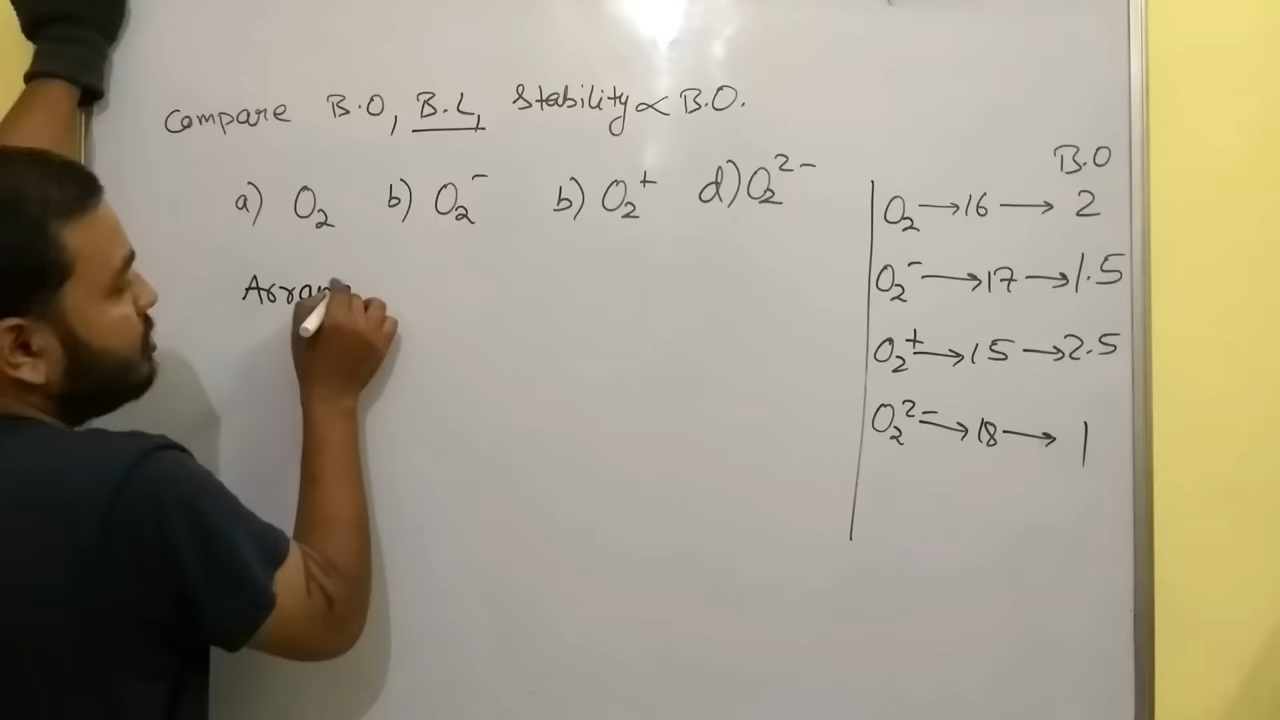 Compare B.O, B.L, Stability ∝ B.O.
a) O₂ b) O₂⁻ b) O₂⁺ d) O₂²⁻
B.O
O₂ → 16 → 2
O₂⁻ → 17 → 1.5
O₂⁺ → 15 → 2.5
O₂²⁻ → 18 → 1